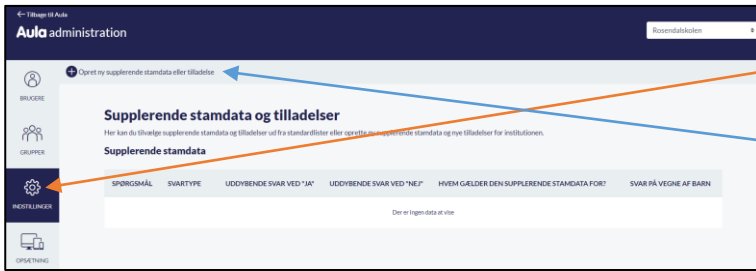 ← Tilbage til Aula
Aula administration
Rosendalskolen
Opret ny supplerende stamdata eller tilladelse
BRUGERE
GRUPPER
INDSTILLINGER
OPSÆTNING
Supplerende stamdata og tilladelser
Her kan du tilvælge supplerende stamdata og tilladelser ud fra standardlister eller oprette ny supplerende stamdata og nye tilladelser for institutionen.
Supplerende stamdata
SPØRGSMÅL SVARTYPE UDDYBENDE SVAR VED "JA" UDDYBENDE SVAR VED "NEJ" HVEM GÆLDER DEN SUPPLERENDE STAMDATA FOR? SVAR PÅ VEGNE AF BARN
Der er ingen data at vise